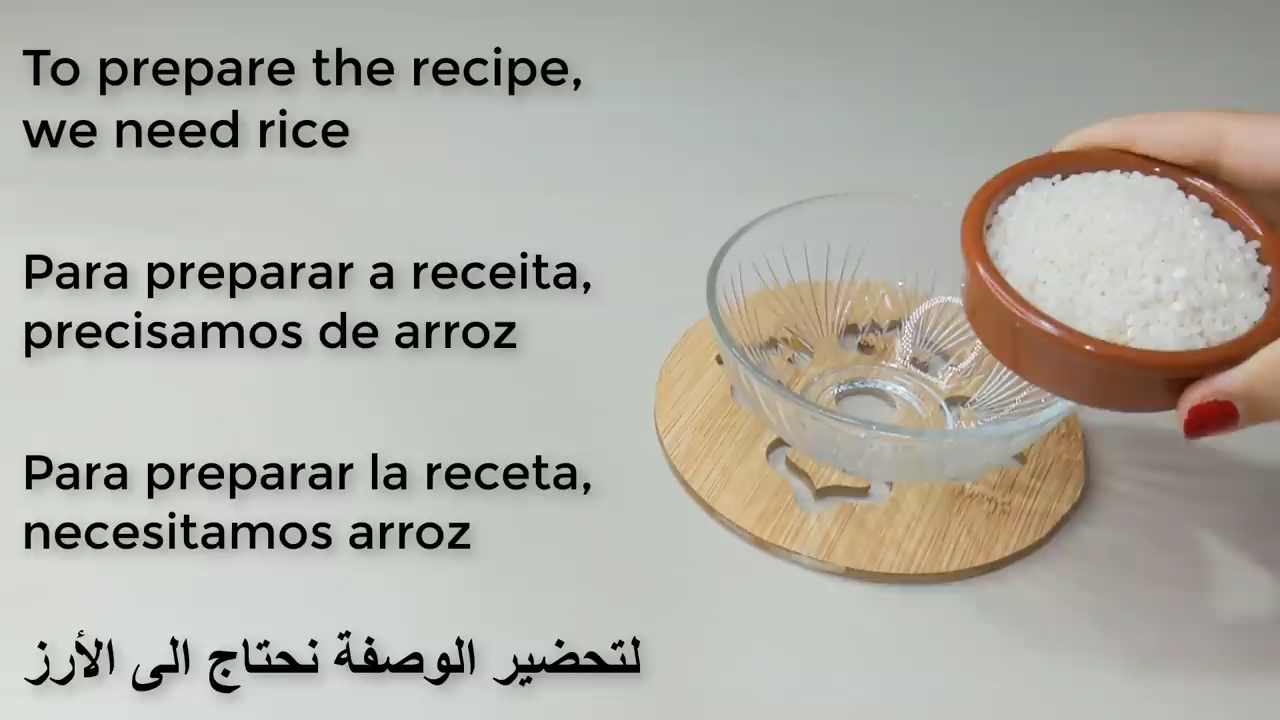 To prepare the recipe,
we need rice
Para preparar a receita,
precisamos de arroz
Para preparar la receta,
necesitamos arroz
لتحضير الوصفة نحتاج الى الأرز